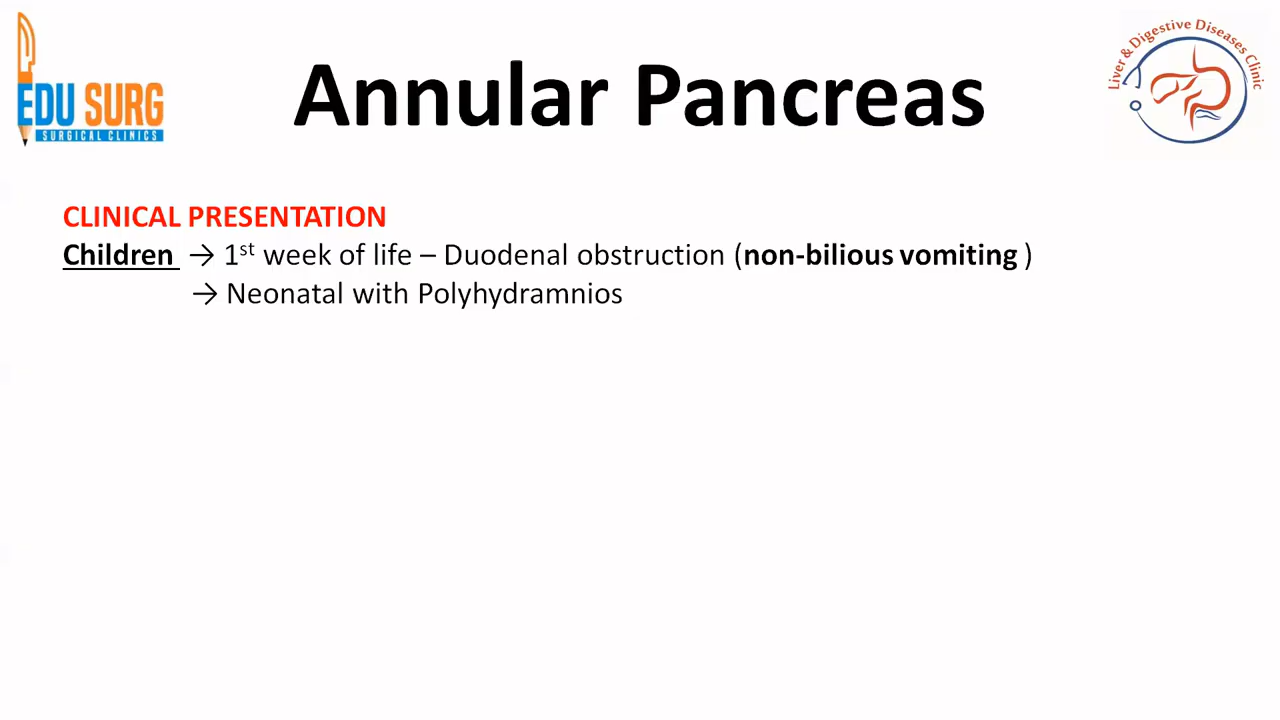 EDU SURG
SURGICAL CLINICS
Annular Pancreas
Liver & Digestive Diseases Clinic
CLINICAL PRESENTATION
Children → 1st week of life – Duodenal obstruction (non-bilious vomiting )
→ Neonatal with Polyhydramnios